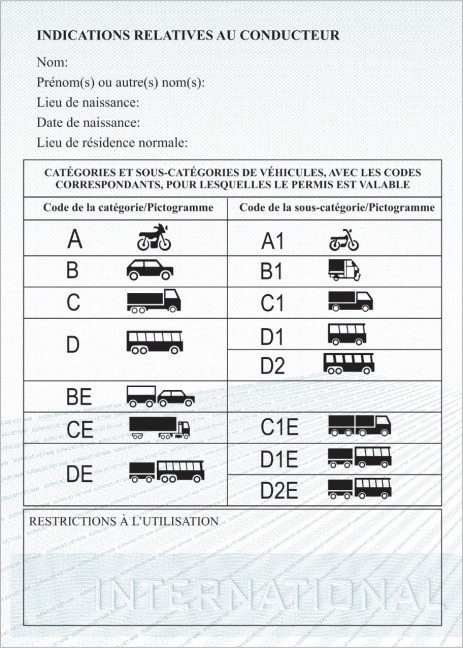 INDICATIONS RELATIVES AU CONDUCTEUR
Nom:
Prénom(s) ou autre(s) nom(s):
Lieu de naissance:
Date de naissance:
Lieu de résidence normale:
CATÉGORIES ET SOUS-CATÉGORIES DE VÉHICULES, AVEC LES CODES
CORRESPONDANTS, POUR LESQUELLES LE PERMIS EST VALABLE
Code de la catégorie/Pictogramme
Code de la sous-catégorie/Pictogramme
A
A1
B
B1
C
C1
D
D1
D2
BE
CE
C1E
DE
D1E
D2E
RESTRICTIONS À L'UTILISATION
INTERNATIONAL